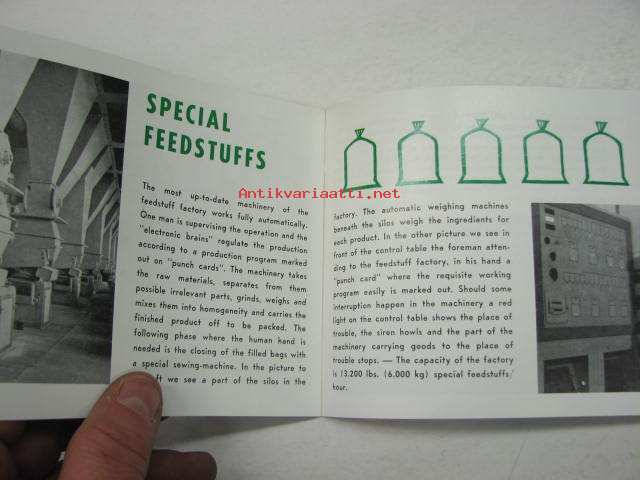 SPECIAL
FEEDSTUFFS
The most up-to-date machinery of the
feedstuff factory works fully automatically.
One man is supervising the operation and the
"electronic brains" regulate the production
according to a production program marked
out on "punch cards". The machinery takes
the raw materials, separates from them
possible irrelevant parts, grinds, weighs and
mixes them into homogeneity and carries the
finished product off to be packed. The
following phase where the human hand is
needed is the closing of the filled bags with
a special sewing-machine. In the picture to
we see a part of the silos in the
Antikvariaatti.net
factory. The automatic weighing machines
beneath the silos weigh the ingredients for
each product. In the other picture we see in
front of the control table the foreman atten-
ding to the feedstuff factory, in his hand a
"punch card" where the requisite working
program easily is marked out. Should some
interruption happen in the machinery a red
light on the control table shows the place of
trouble, the siren howls and the part of the
machinery carrying goods to the place of
trouble stops. — The capacity of the factory
is 13.200 lbs. (6.000 kg) special feedstuffs/
hour.